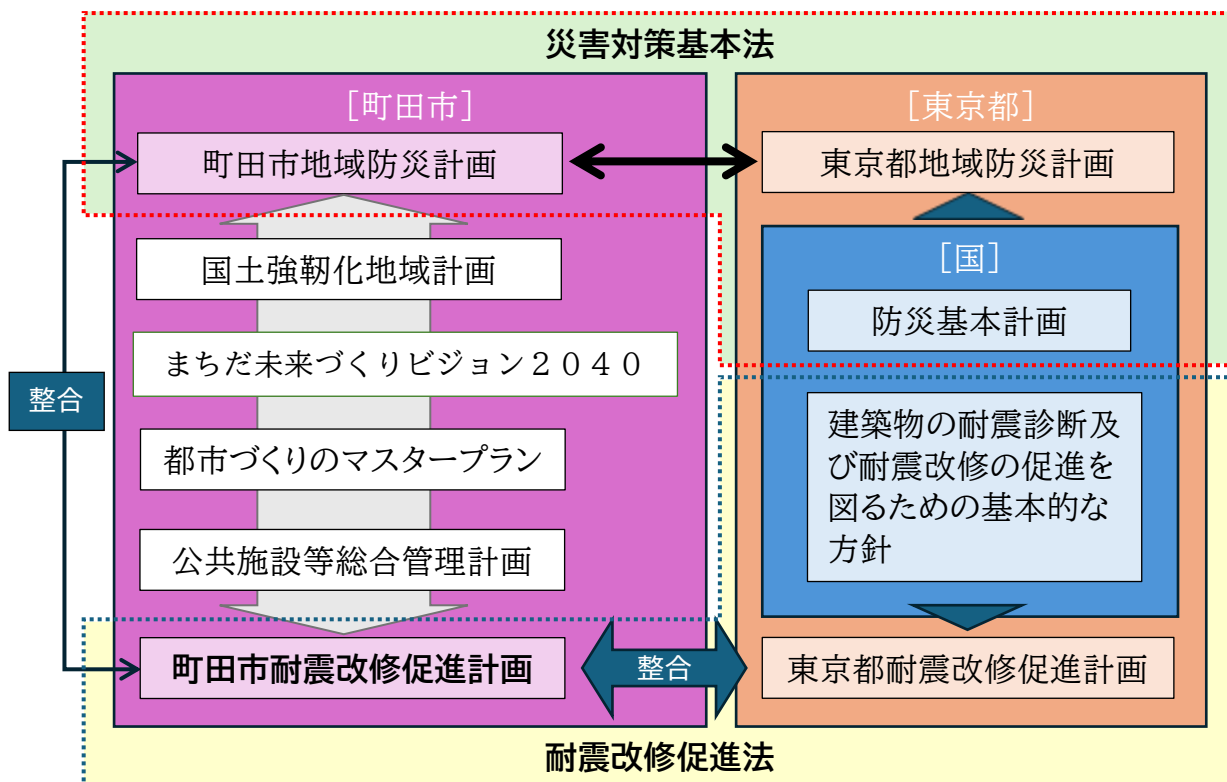 災害対策基本法
［町田市］
町田市地域防災計画
国土強靭化地域計画
まちだ未来づくりビジョン２０４０
都市づくりのマスタープラン
公共施設等総合管理計画
町田市耐震改修促進計画
整合
整合
［東京都］
東京都地域防災計画
［国］
防災基本計画
建築物の耐震診断及
び耐震改修の促進を
図るための基本的な
方針
東京都耐震改修促進計画
耐震改修促進法